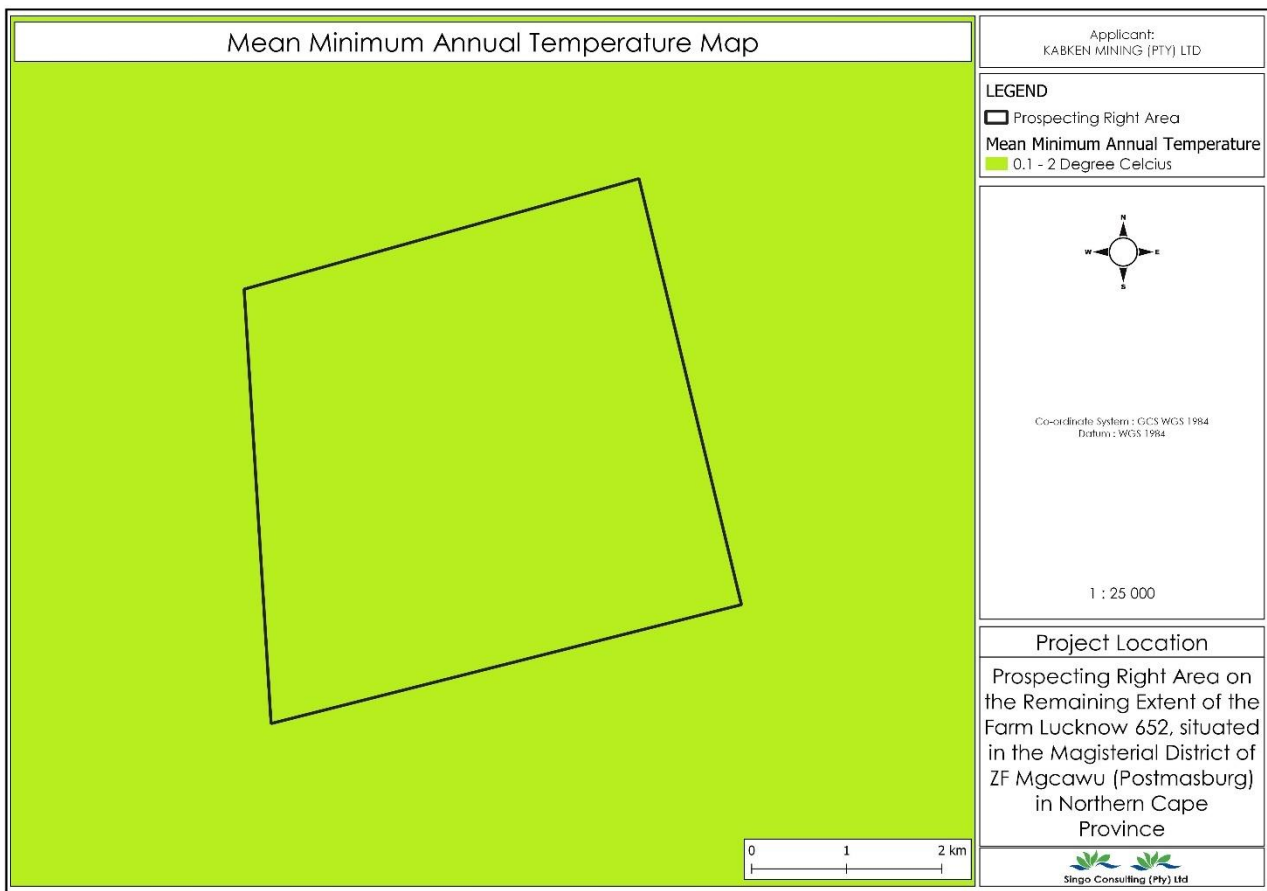 Mean Minimum Annual Temperature Map
Applicant:
KABKEN MINING (PTY) LTD
LEGEND
Prospecting Right Area
Mean Minimum Annual Temperature
0.1 - 2 Degree Celcius
N
W E
S
Co-ordinate System : GCS WGS 1984
Datum : WGS 1984
1 : 25 000
Project Location
Prospecting Right Area on
the Remaining Extent of the
Farm Lucknow 652, situated
in the Magisterial District of
ZF Mgcawu (Postmasburg)
in Northern Cape
Province
0 1 2 km
Singo Consulting (Pty) Ltd